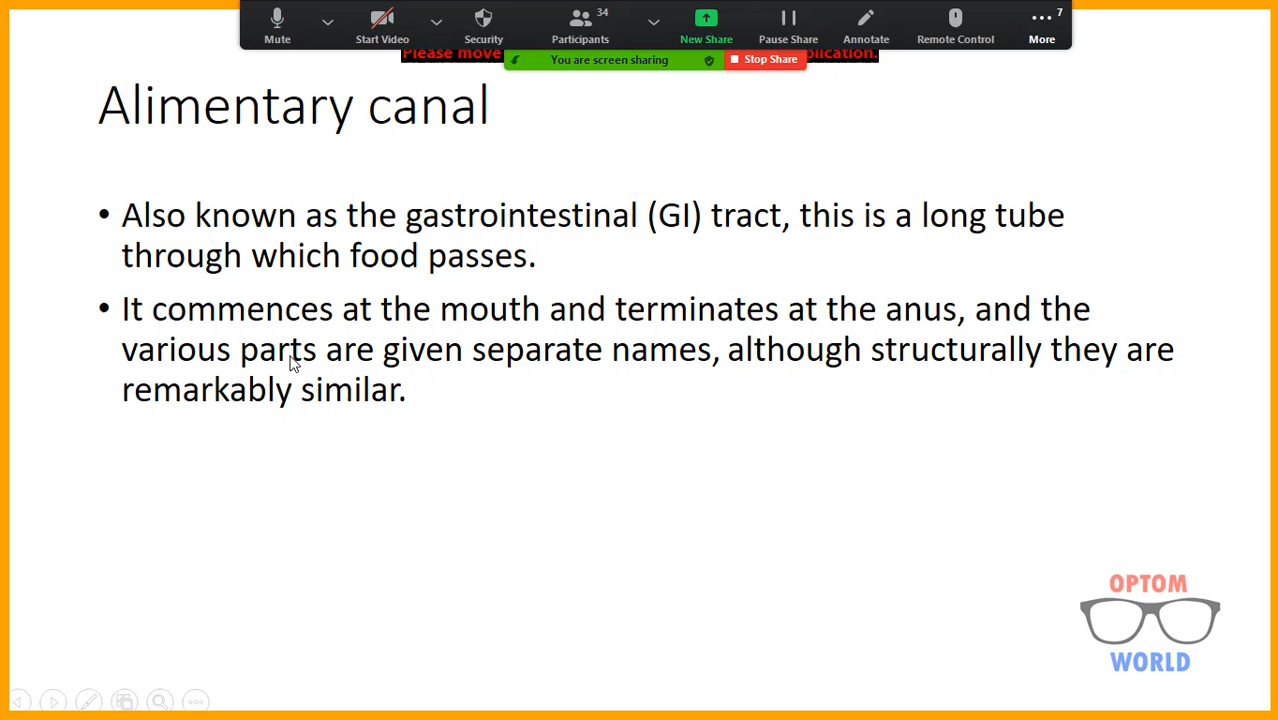 34
7
Mute
Start Video
Security
Participants
New Share
Pause Share
Annotate
Remote Control
More
Please move
You are screen sharing
Stop Share
plication.
Alimentary canal
• Also known as the gastrointestinal (GI) tract, this is a long tube
through which food passes.
• It commences at the mouth and terminates at the anus, and the
various parts are given separate names, although structurally they are
remarkably similar.
OPTOM
WORLD